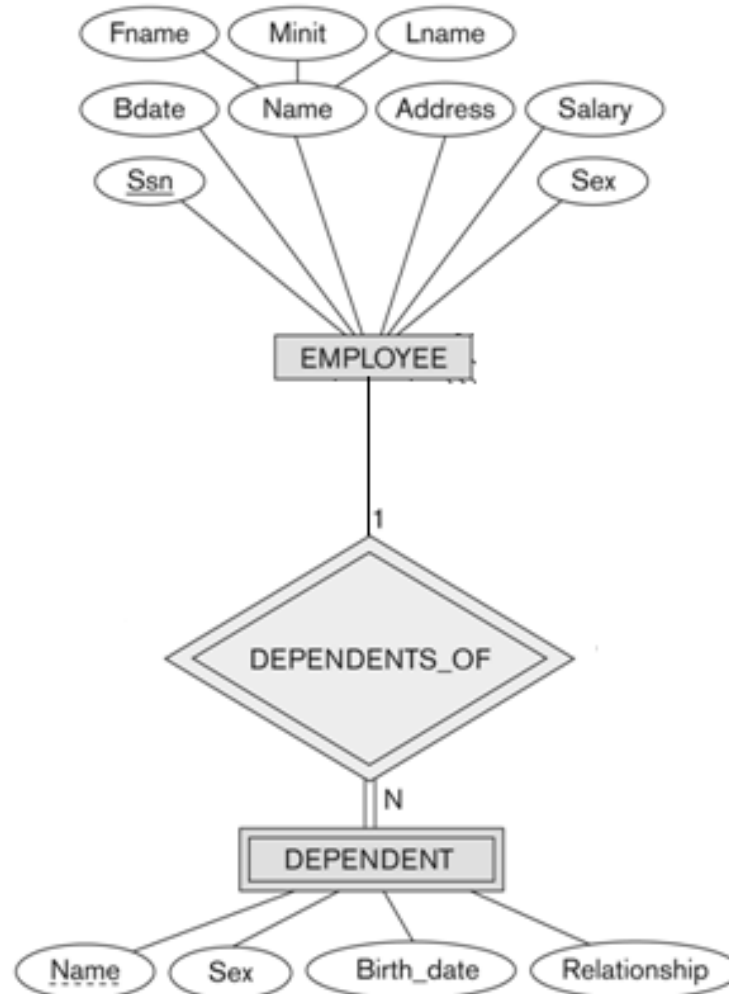 Fname Minit Lname
Bdate Name Address Salary
Ssn Sex
EMPLOYEE
1
DEPENDENTS_OF
N
DEPENDENT
Name Sex Birth_date Relationship